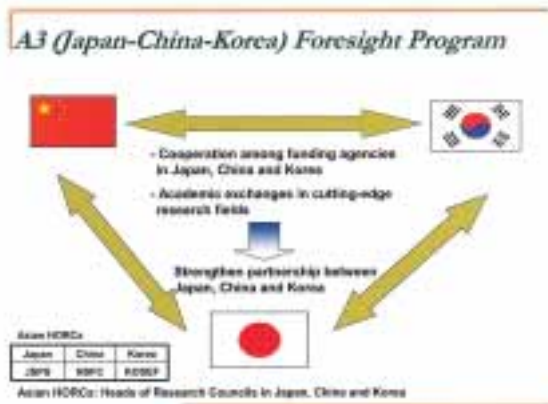 A3 (Japan-China-Korea) Foresight Program
- Cooperation among funding agencies
in Japan, China and Korea
- Academic exchanges in cutting-edge
research fields
Strengthen partnership between
Japan, China and Korea
Asian HORCs
Japan China Korea
JSPS NSFC KOSEF
Asian HORCs: Heads of Research Councils in Japan, China and Korea